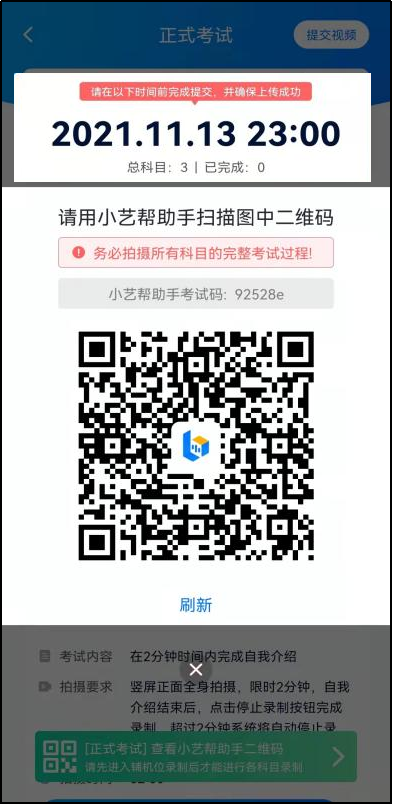 正式考试
提交视频
请在以下时间前完成提交，并确保上传成功
2021.11.13 23:00
总科目：3 | 已完成：0
请用小艺帮助手扫描图中二维码
务必拍摄所有科目的完整考试过程!
小艺帮助手考试码：92528e
刷新
考试内容 在2分钟时间内完成自我介绍
拍摄要求 竖屏正面全身拍摄，限时2分钟，自我
介绍结束后，点击停止录制按钮完成
录制，超过2分钟系统将自动停止录
[正式考试] 查看小艺帮助手二维码
请先进入辅机位录制后才能进行各科目录制